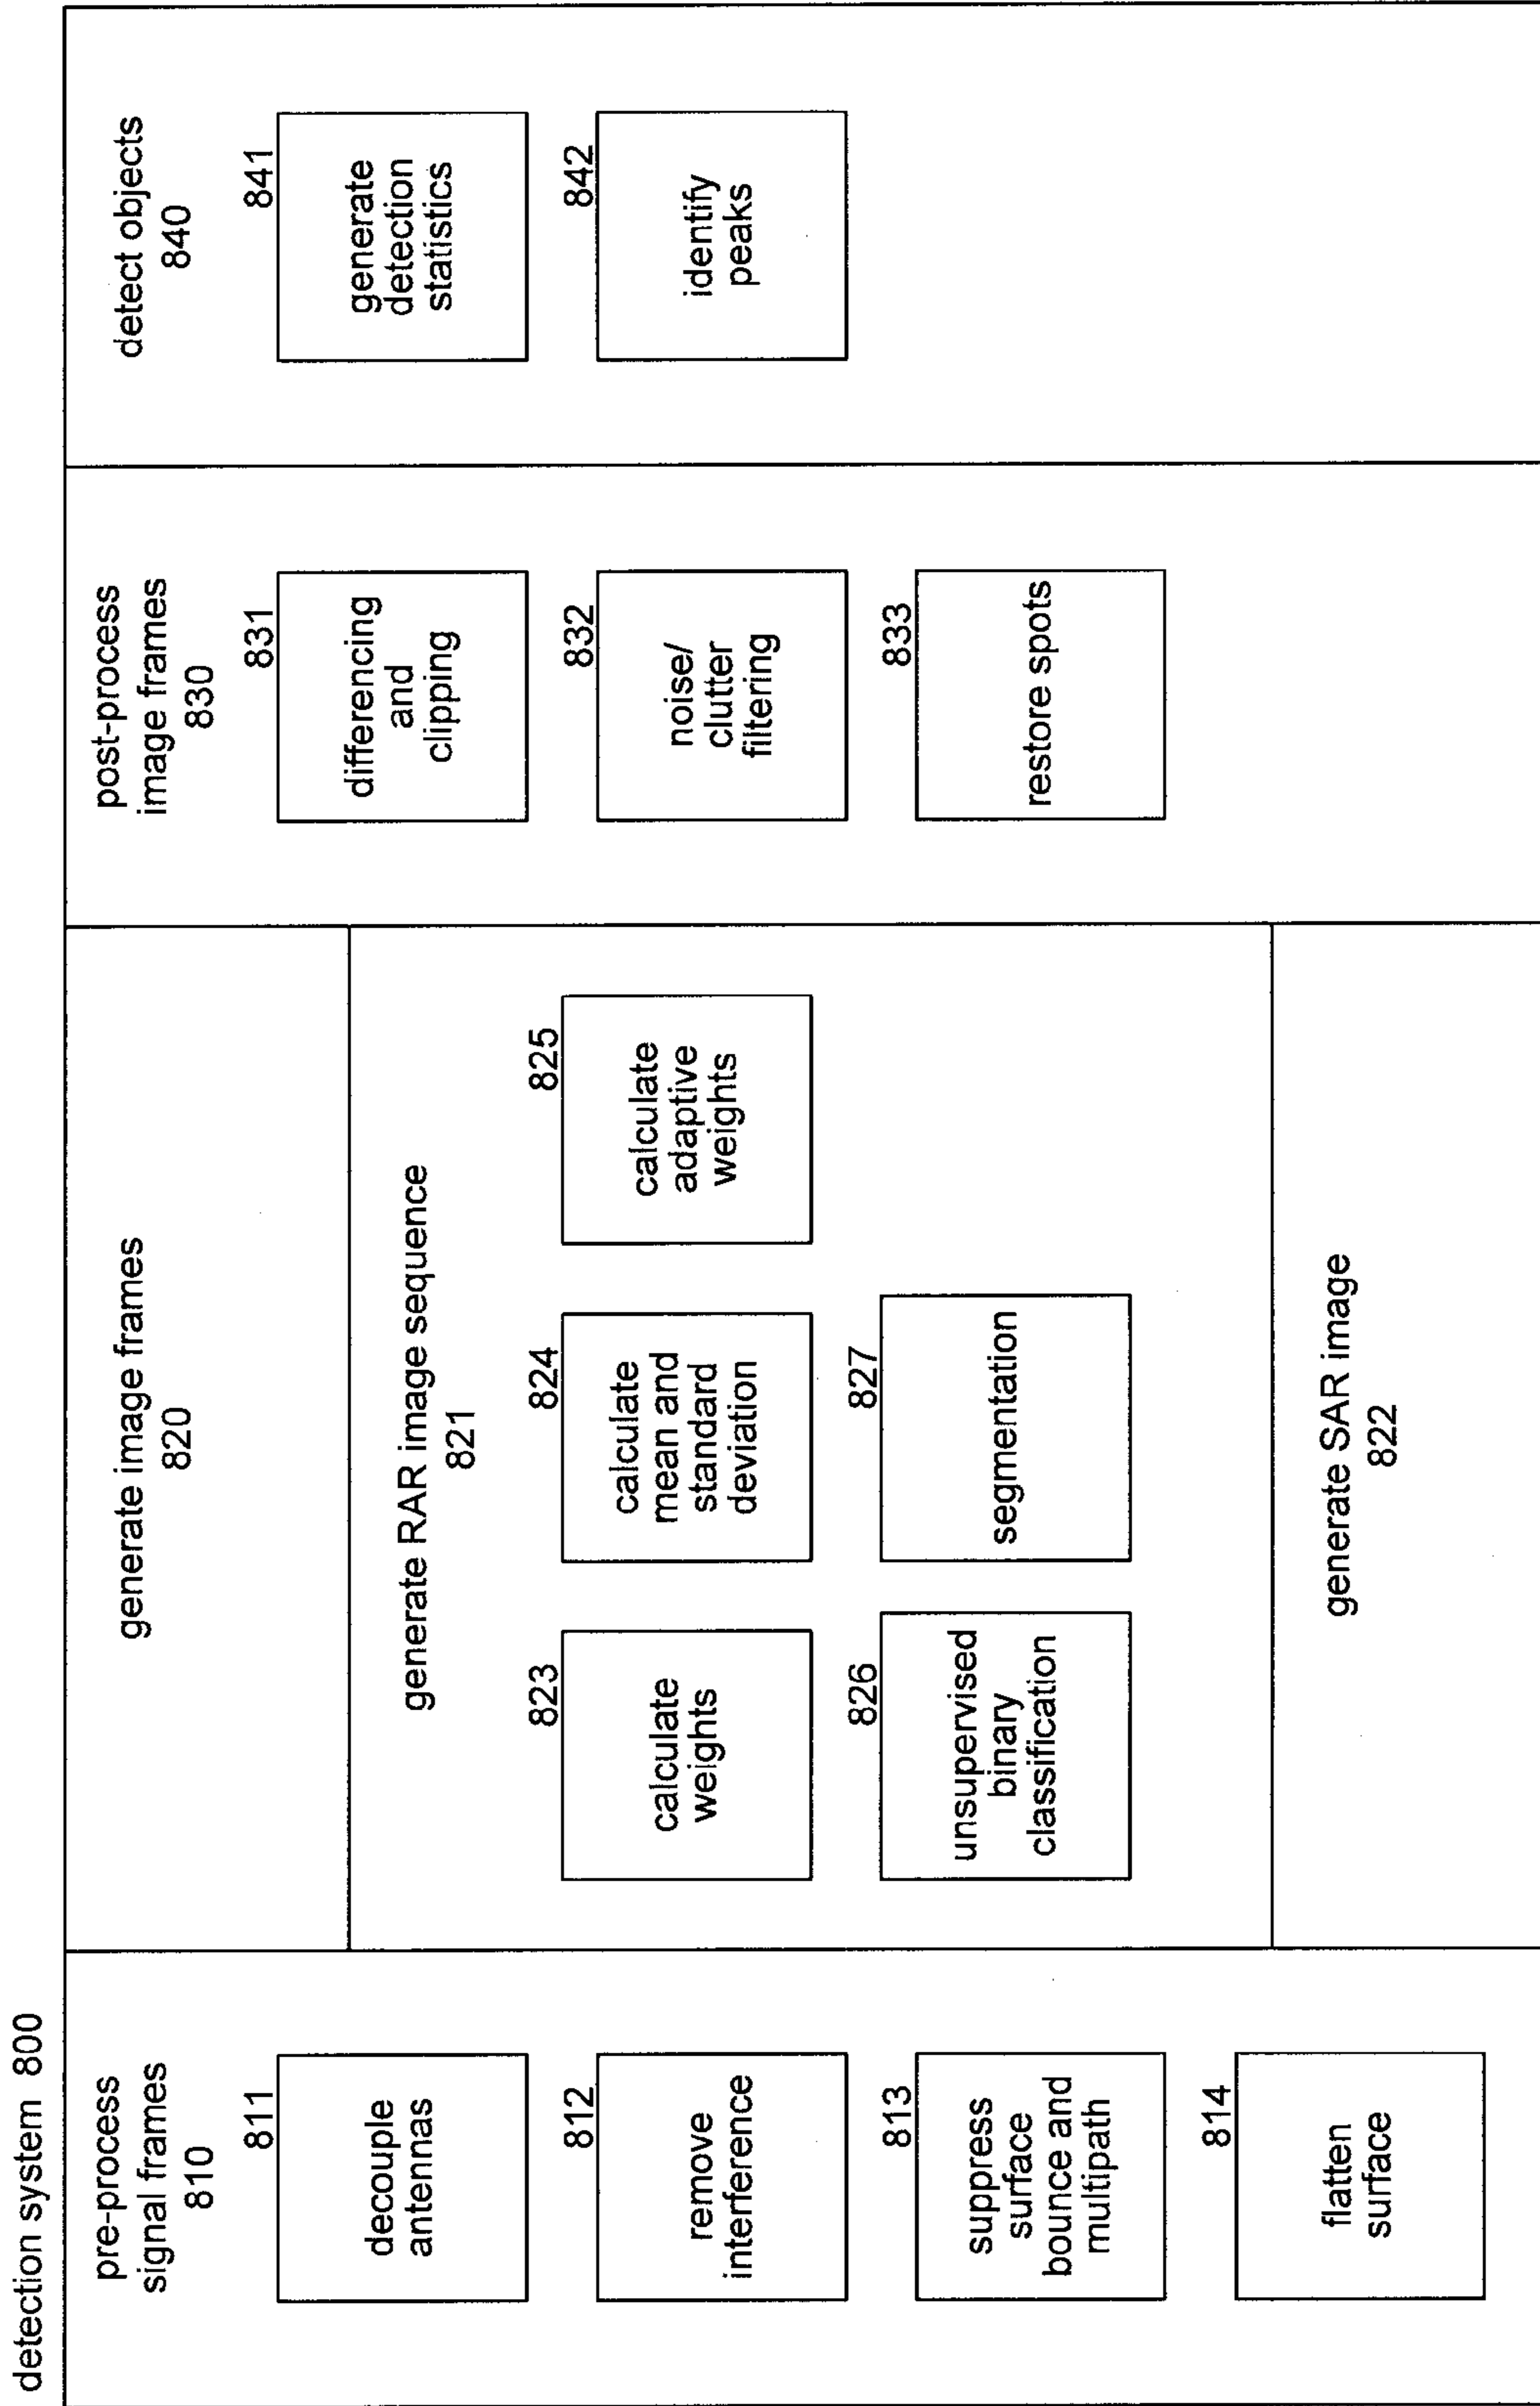 detection system 800
pre-process
signal frames
810
811
decouple
antennas
812
remove
interference
813
suppress
surface
bounce and
multipath
814
flatten
surface
generate image frames
820
generate RAR image sequence
821
823
calculate
weights
824
calculate
mean and
standard
deviation
825
calculate
adaptive
weights
826
unsupervised
binary
classification
827
segmentation
generate SAR image
822
post-process
image frames
830
831
differencing
and
clipping
832
noise/
clutter
filtering
833
restore spots
detect objects
840
841
generate
detection
statistics
842
identify
peaks